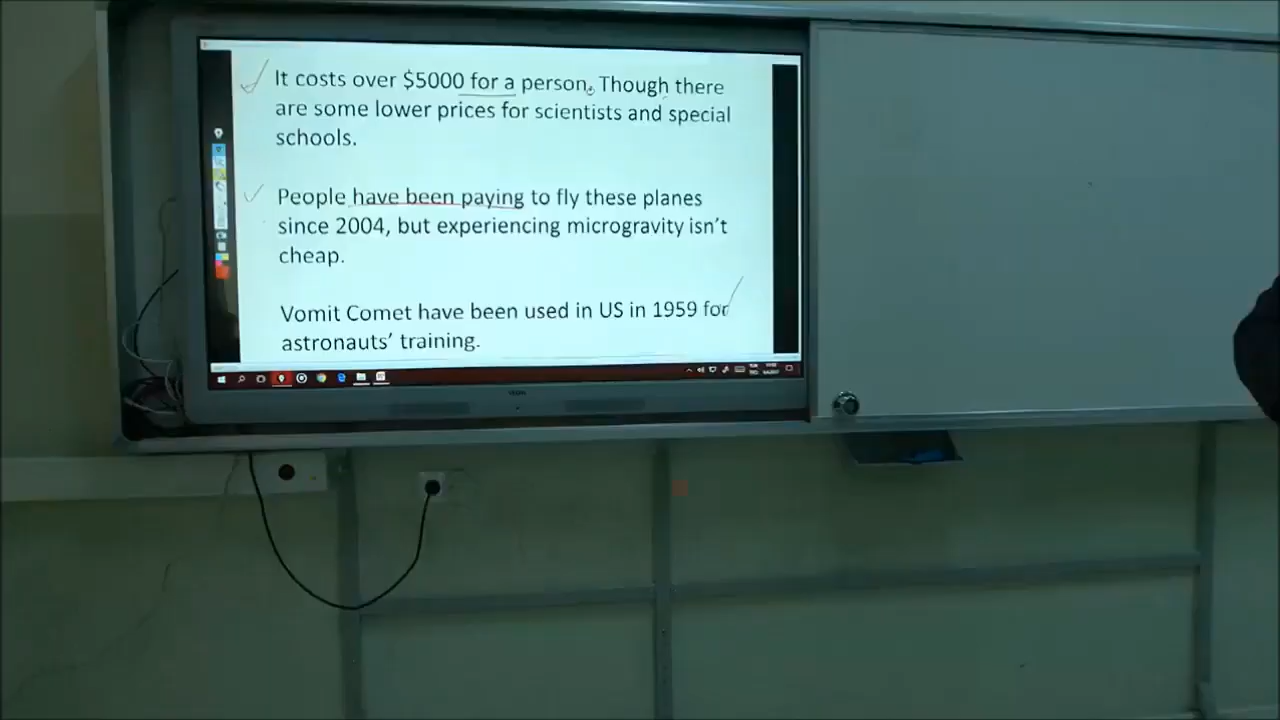 It costs over $5000 for a person. Though there
are some lower prices for scientists and special
schools.
People have been paying to fly these planes
since 2004, but experiencing microgravity isn't
cheap.
Vomit Comet have been used in US in 1959 for
astronauts' training.